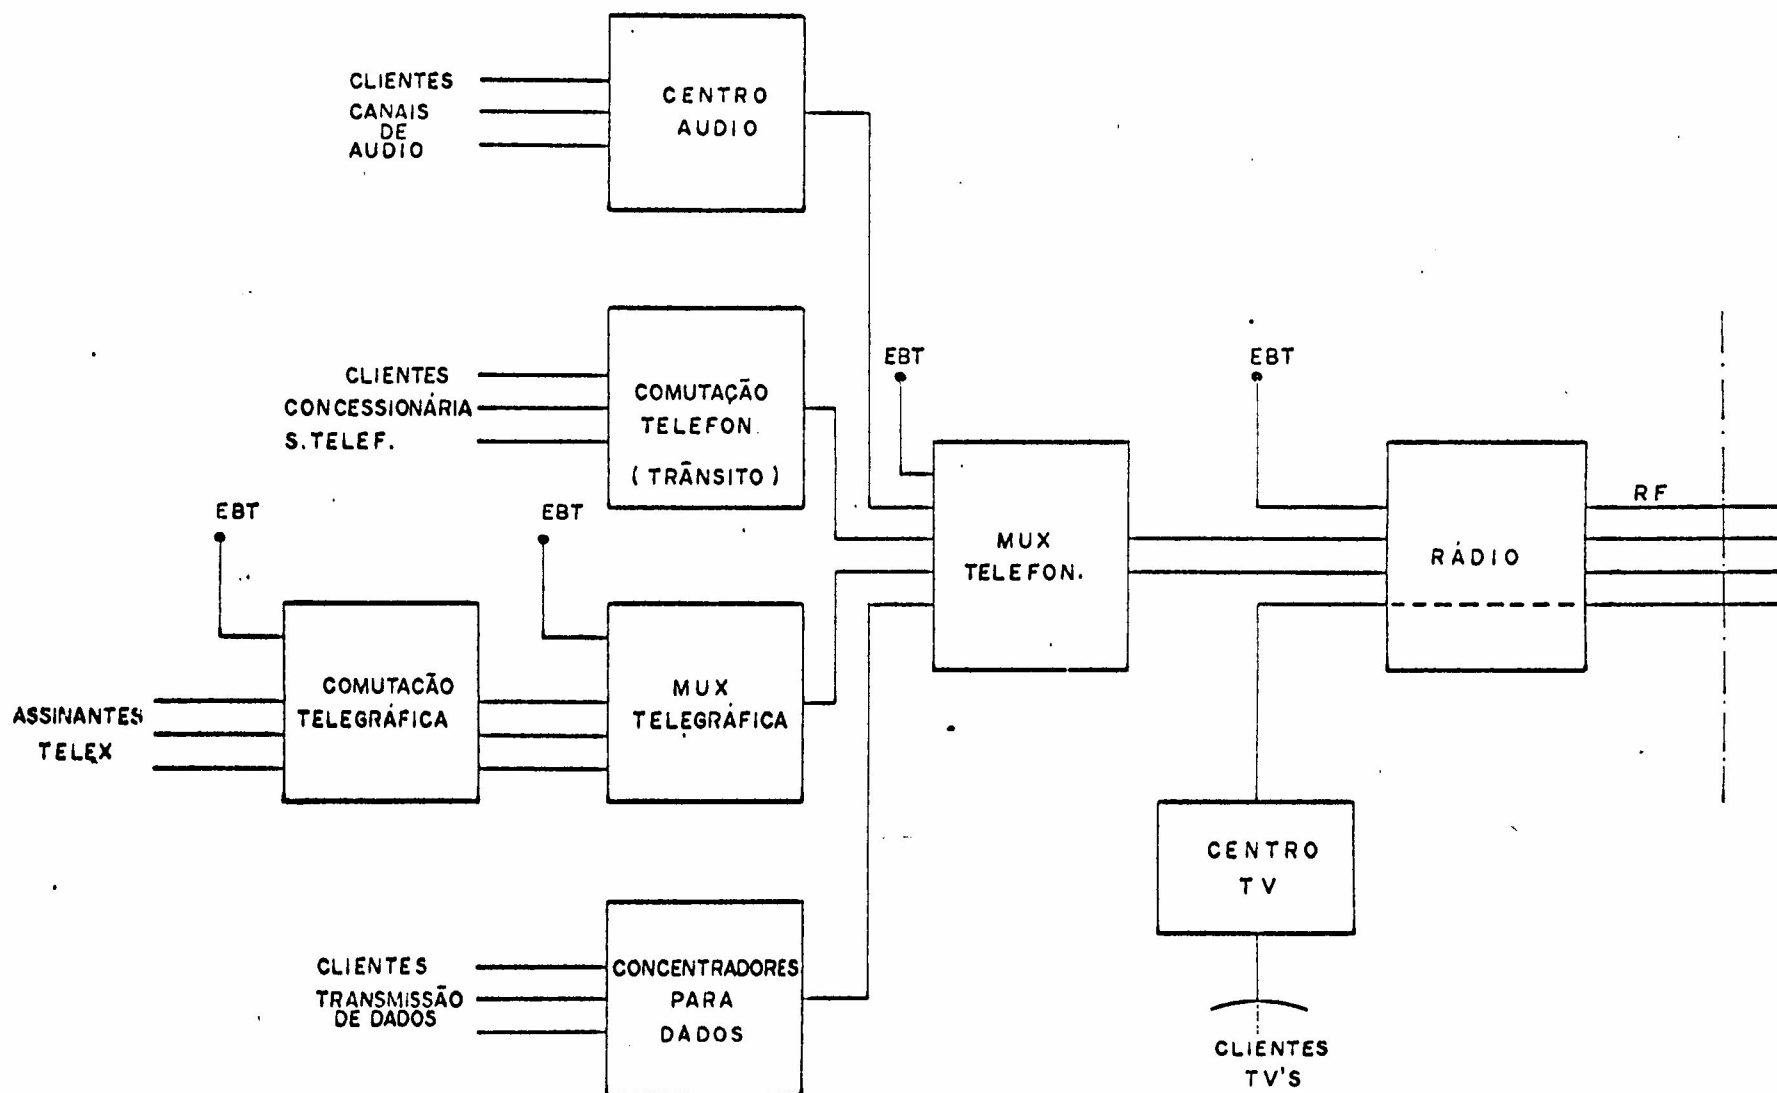 CLIENTES
CANAIS
DE
AUDIO
CENTRO
AUDIO
CLIENTES
CONCESSIONÁRIA
S.TELEF.
COMUTAÇÃO
TELEFON.
(TRÂNSITO)
EBT
EBT
EBT
EBT
MUX
TELEFON.
RÁDIO
RF
ASSINANTES
TELEX
COMUTACÃO
TELEGRÁFICA
MUX
TELEGRÁFICA
CENTRO
TV
CLIENTES
TRANSMISSÃO
DE DADOS
CONCENTRADORES
PARA
DADOS
CLIENTES
TV'S